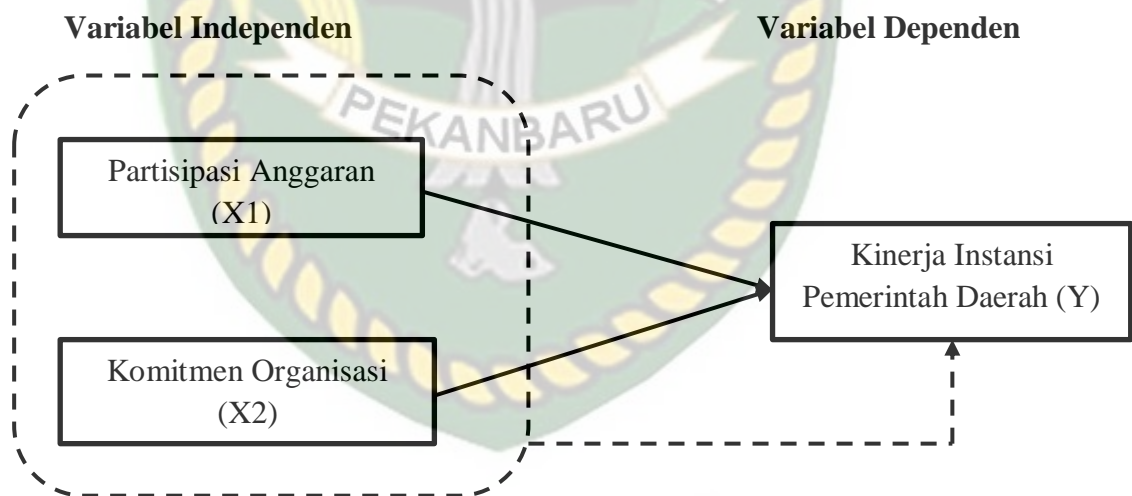 Variabel Independen
Variabel Dependen
PEKANBARU
Partisipasi Anggaran
(X1)
Kinerja Instansi
Pemerintah Daerah (Y)
Komitmen Organisasi
(X2)